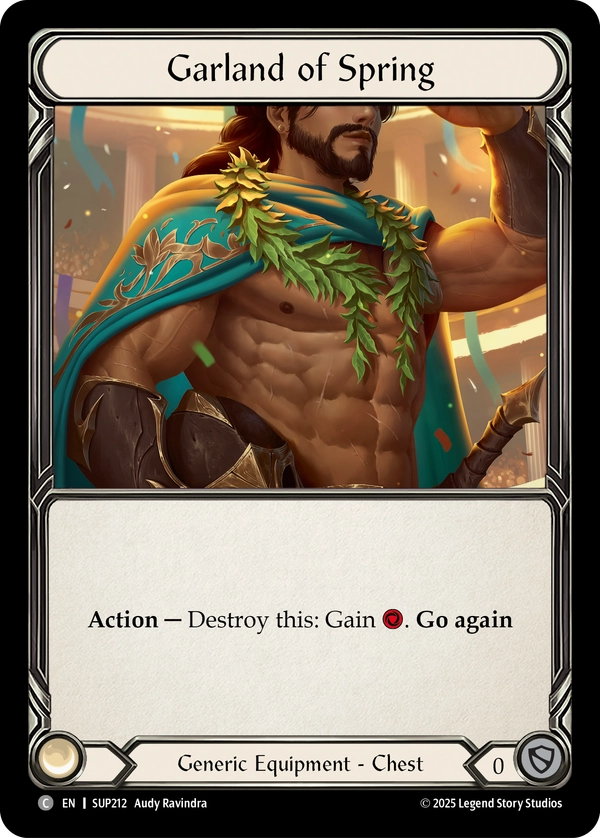 Garland of Spring
Action — Destroy this: Gain . Go again
Generic Equipment - Chest
0
C EN SUP212 Audy Ravindra
© 2025 Legend Story Studios